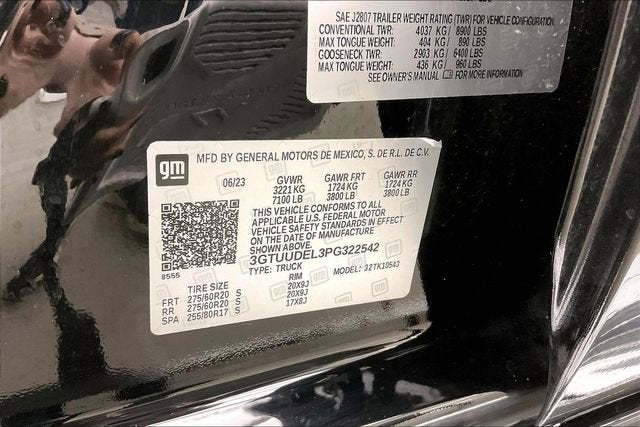 SAE J2807 TRAILER WEIGHT RATING (TWR) FOR VEHICLE CONFIGURATION
CONVENTIONAL TWR: 4037 KG/ 8900 LBS
MAX TONGUE WEIGHT: 404 KG/ 890 LBS
GOOSENECK TWR: 2903 KG/ 6400 LBS
MAX TONGUE WEIGHT: 436 KG/ 960 LBS
SEE OWNER'S MANUAL FOR MORE INFORMATION
gm MFD BY GENERAL MOTORS DE MEXICO, S. DE R.L. DE C.V.
06/23 GVWR GAWR FRT GAWR RR
3221 KG 1724 KG 1724 KG
7100 LB 3800 LB 3800 LB
THIS VEHICLE CONFORMS TO ALL
APPLICABLE U.S. FEDERAL MOTOR
VEHICLE SAFETY STANDARDS IN EFFECT
ON THE DATE OF MANUFACTURE
SHOWN ABOVE.
3GTUUDEL3PG322542
8555 TYPE: TRUCK MODEL: 32TK10543
TIRE SIZE RIM
FRT 275/60R20 S 20X9J
RR 275/60R20 S 20X9J
SPA 255/80R17 S 17X8J